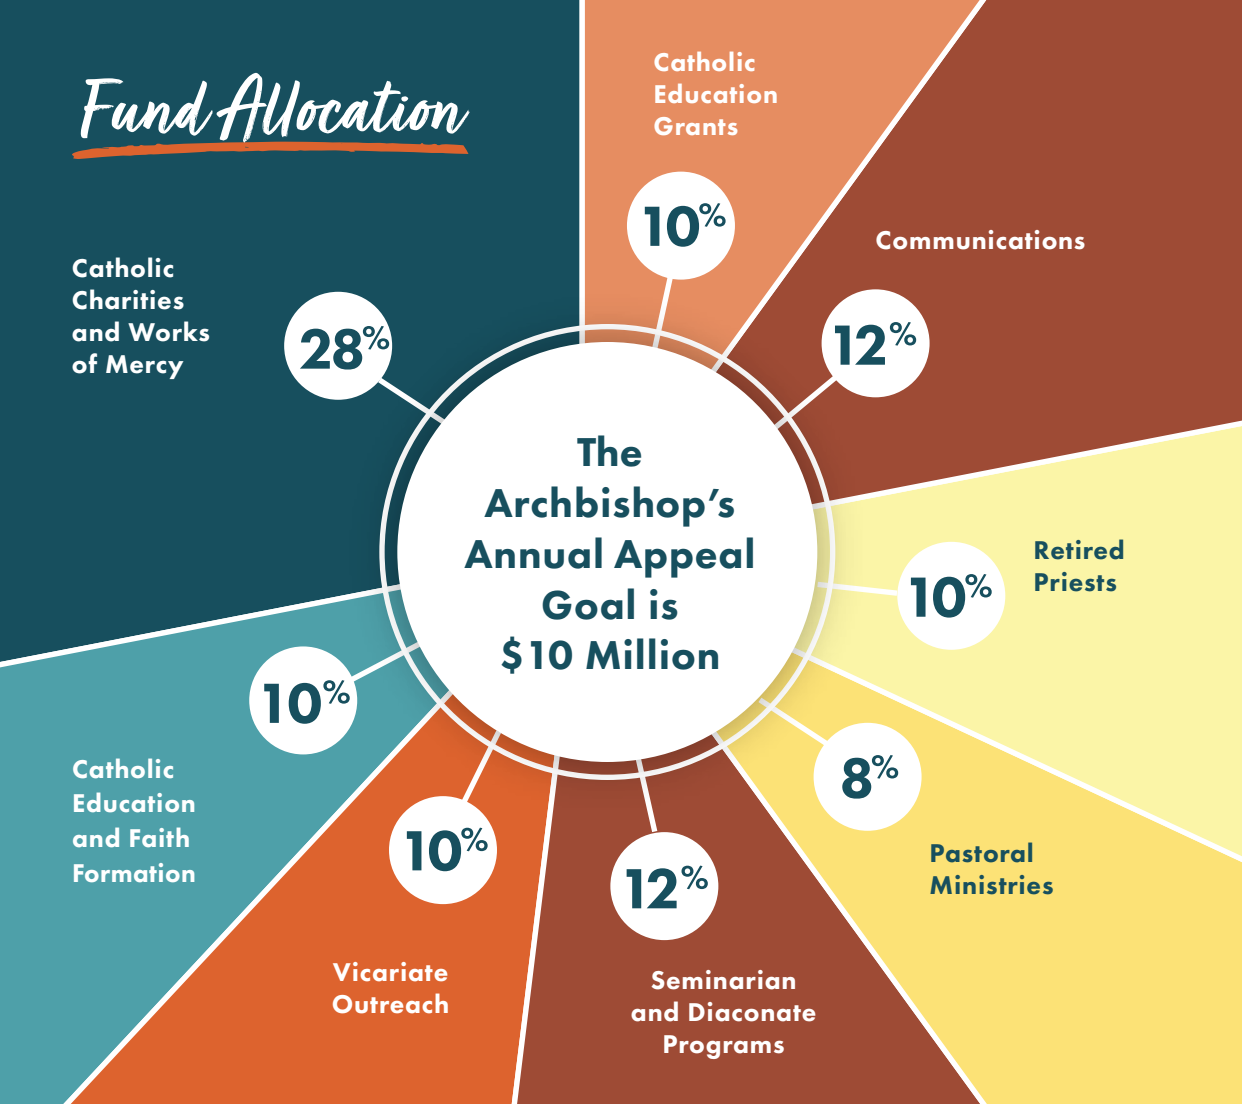 Fund Allocation
Catholic
Charities
and Works
of Mercy
28%
Catholic
Education
Grants
10%
Communications
12%
Retired
Priests
10%
8%
Pastoral
Ministries
12%
Seminarian
and Diaconate
Programs
10%
Vicariate
Outreach
10%
Catholic
Education
and Faith
Formation
The
Archbishop’s
Annual Appeal
Goal is
$10 Million